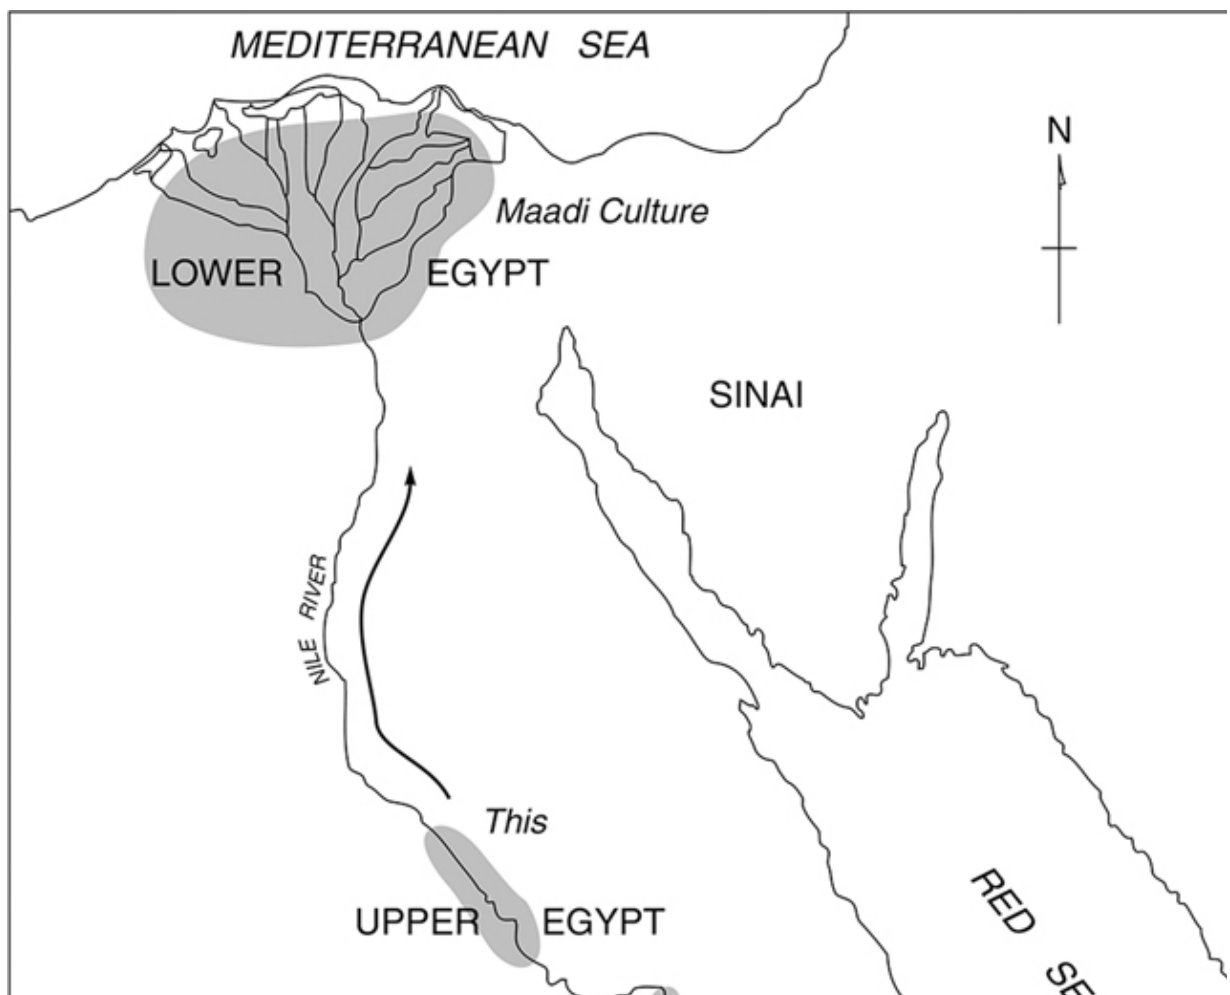 MEDITERRANEAN SEA
N
Maadi Culture
LOWER EGYPT
SINAI
NILE RIVER
This
UPPER EGYPT
RED SE